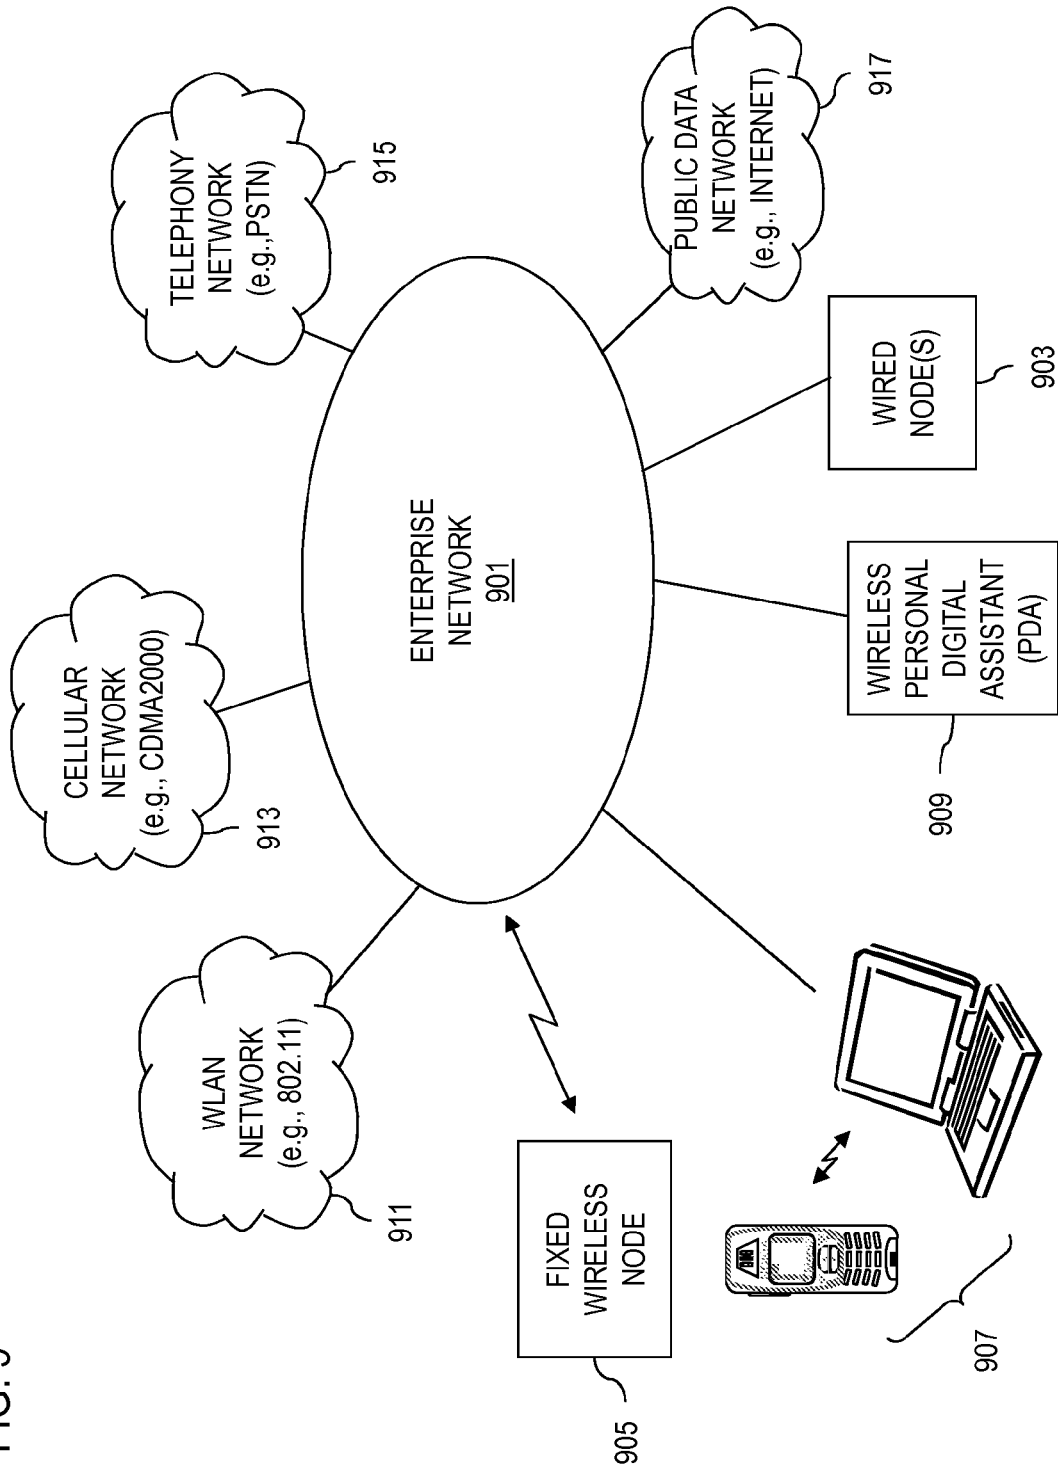 FIG. 9
CELLULAR
NETWORK
(e.g., CDMA2000)
913
WLAN
NETWORK
(e.g., 802.11)
911
TELEPHONY
NETWORK
(e.g.,PSTN)
915
ENTERPRISE
NETWORK
901
FIXED
WIRELESS
NODE
905
PUBLIC DATA
NETWORK
(e.g., INTERNET)
917
WIRED
NODE(S)
903
WIRELESS
PERSONAL
DIGITAL
ASSISTANT
(PDA)
909
907